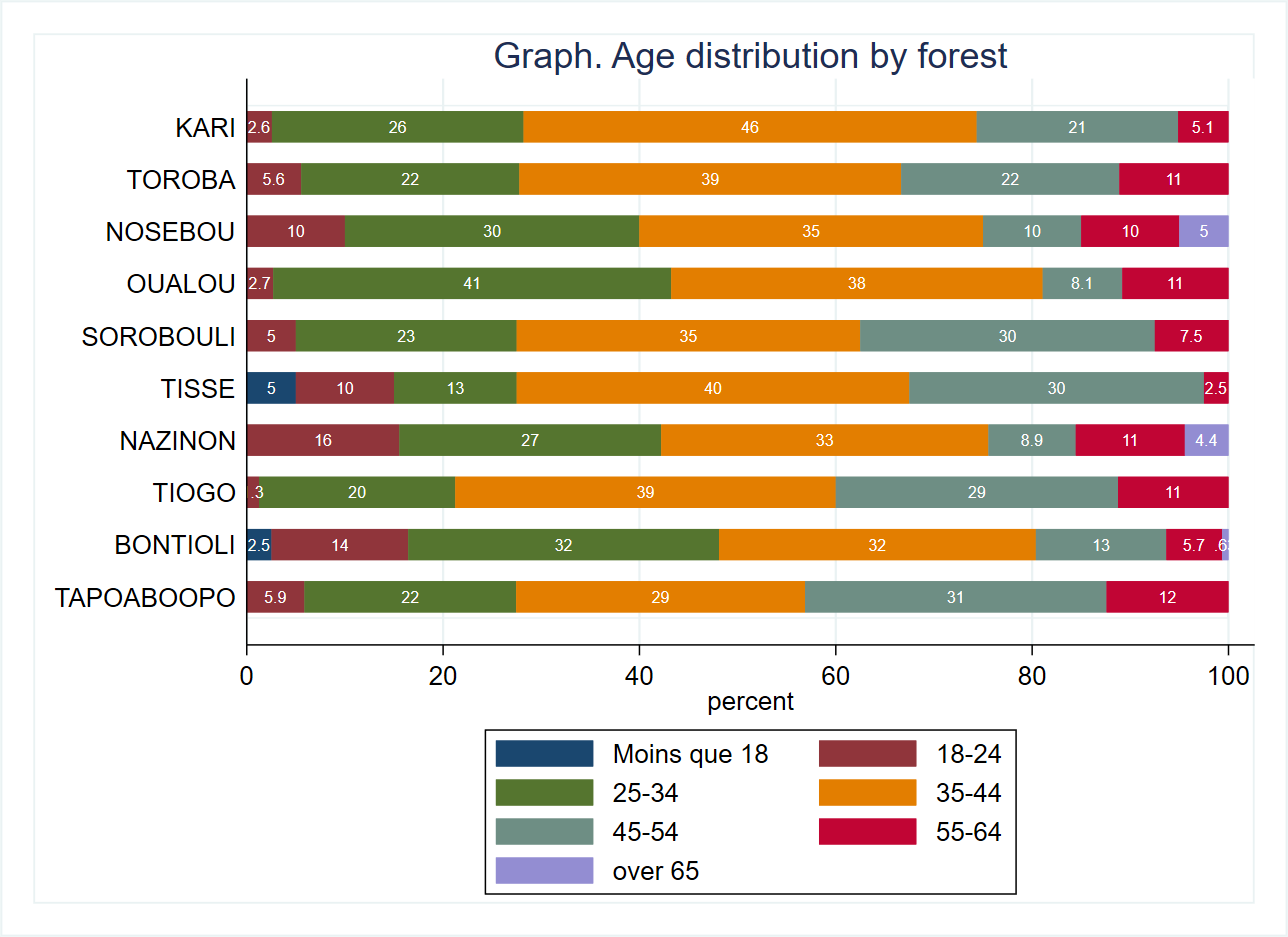 Graph. Age distribution by forest
KARI 2.6 26 46 21 5.1
TOROBA 5.6 22 39 22 11
NOSEBOU 10 30 35 10 10 5
OUALOU 2.7 41 38 8.1 11
SOROBOULI 5 23 35 30 7.5
TISSE 5 10 13 40 30 2.5
NAZINON 16 27 33 8.9 11 4.4
TIOGO 20 39 29 11
BONTIOLI 2.5 14 32 32 13 5.7
TAPOABOOPO 5.9 22 29 31 12
0 20 40 60 80 100
percent
Moins que 18 18-24
25-34 35-44
45-54 55-64
over 65